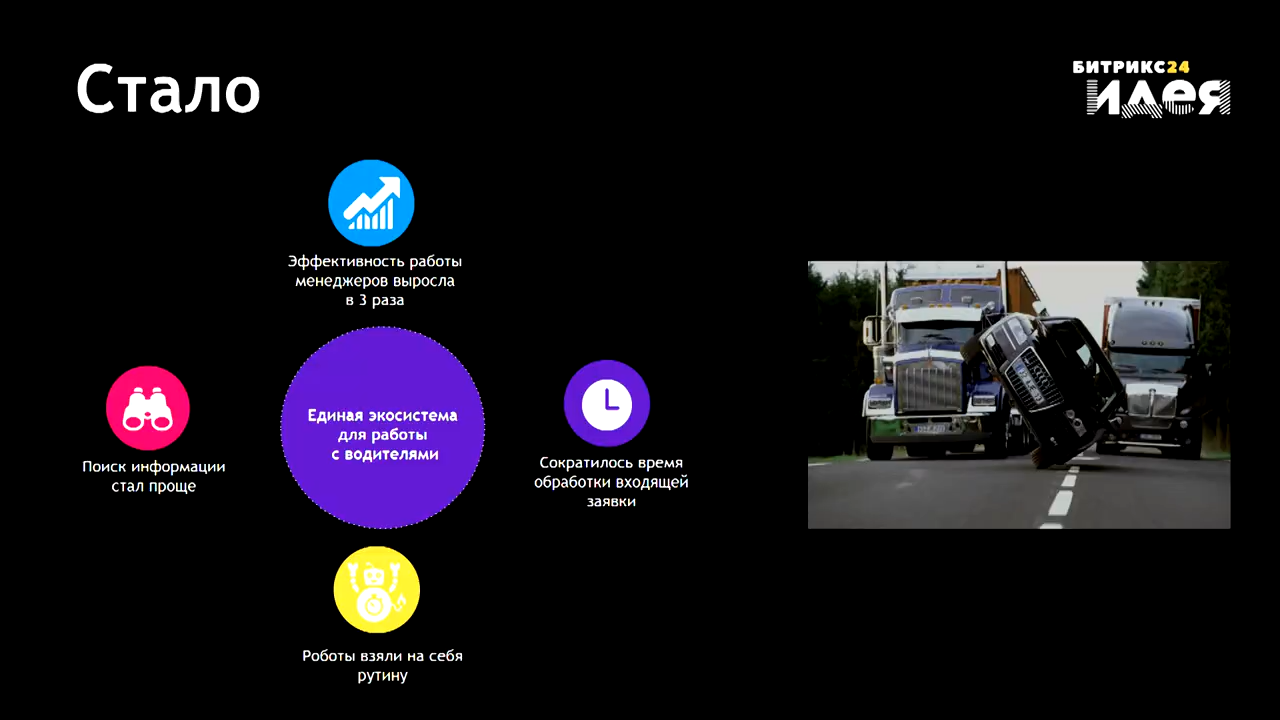 Стало
БИТРИКС24
идея
Эффективность работы
менеджеров выросла
в 3 раза
Единая экосистема
для работы
с водителями
Поиск информации
стал проще
Сократилось время
обработки входящей
заявки
Роботы взяли на себя
рутину